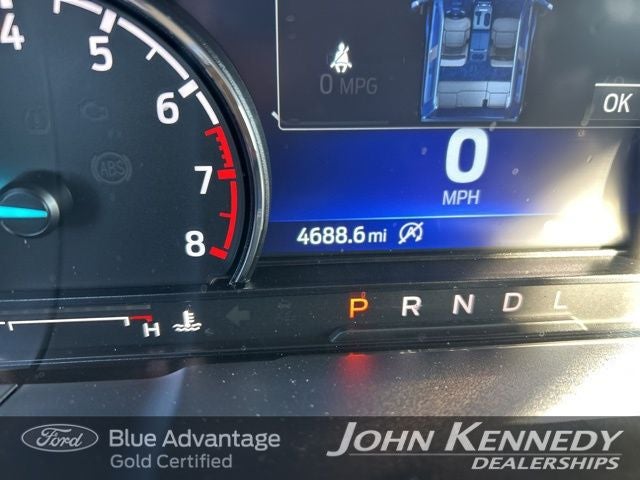 4
5
6
7
8
ABS
0 MPG
OK
0
MPH
4688.6 mi
H
P R N D L
Ford
Blue Advantage
Gold Certified
JOHN KENNEDY
DEALERSHIPS